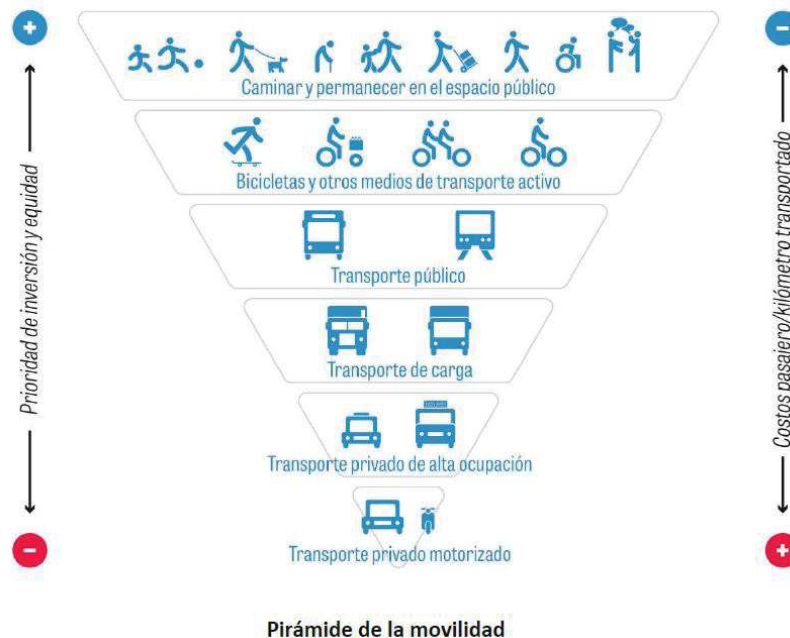 Caminar y permanecer en el espacio público
Bicicletas y otros medios de transporte activo
Transporte público
Transporte de carga
Transporte privado de alta ocupación
Transporte privado motorizado
Prioridad de inversión y equidad
Costos pasajero/kilómetro transportado
Pirámide de la movilidad